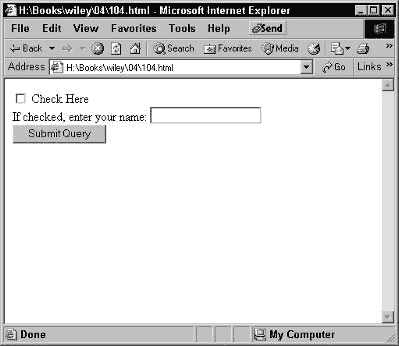 H:\Books\wiley\04\104.html - Microsoft Internet Explorer
File Edit View Favorites Tools Help Send
Back Search Favorites Media »
Address H:\Books\wiley\04\104.html Go Links »
Check Here
If checked, enter your name:
Submit Query
Done My Computer